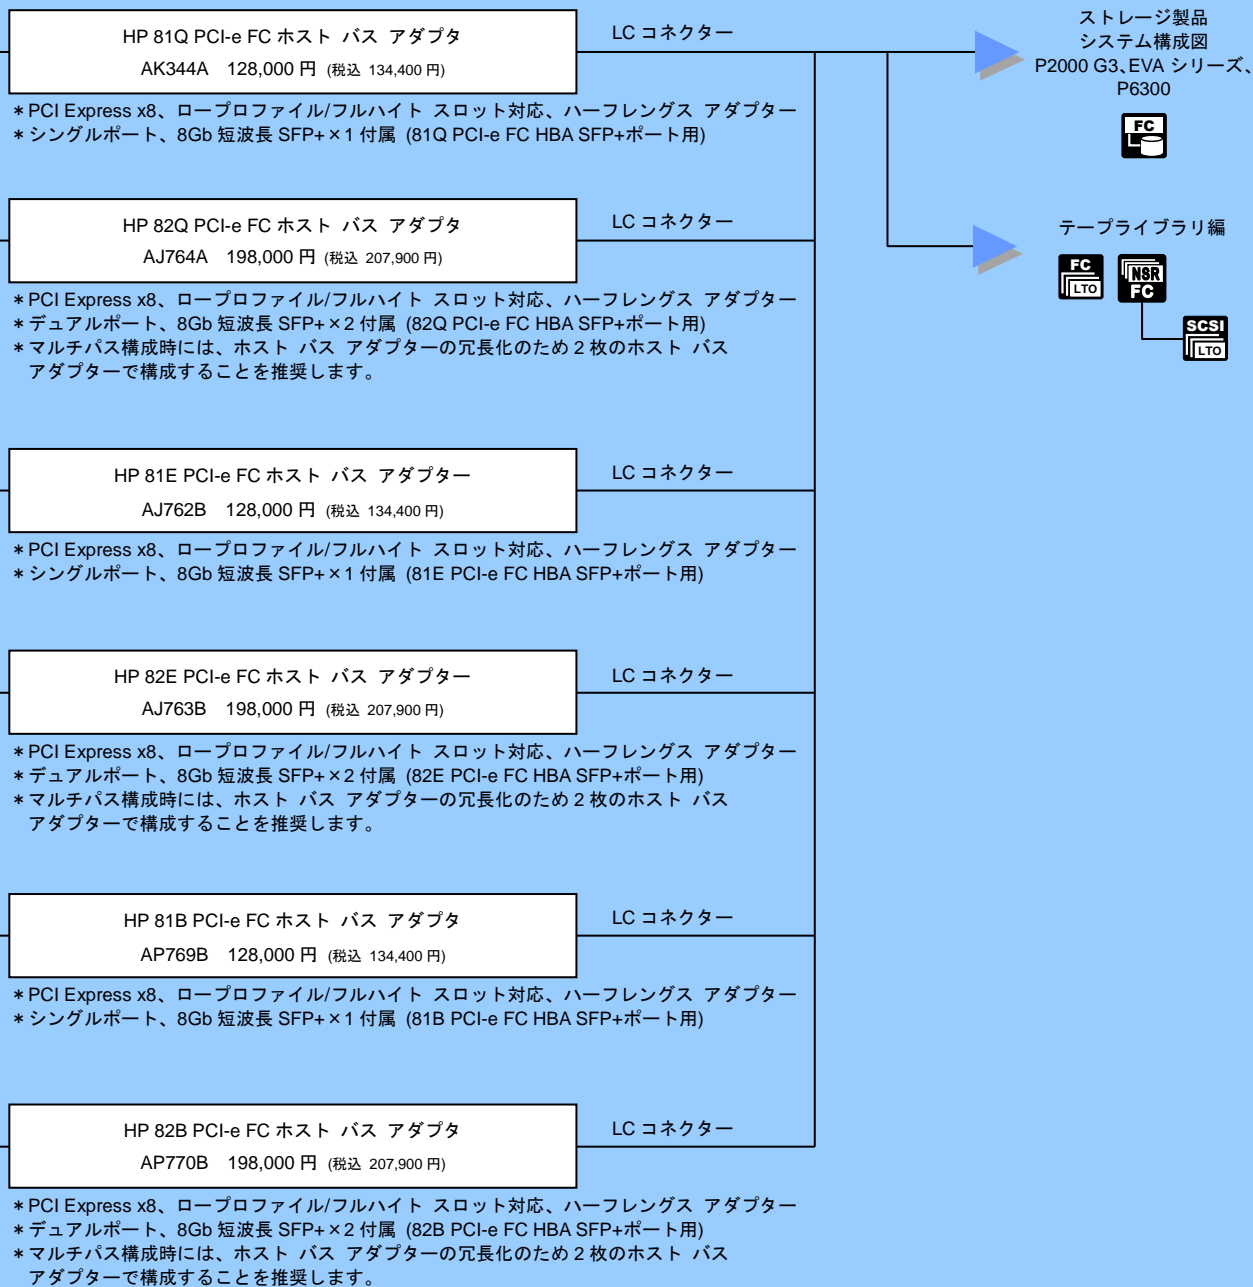 HP 81Q PCI-e FC ホスト バス アダプタ
AK344A 128,000 円 (税込 134,400 円)
LC コネクター
＊PCI Express x8、ロープロファイル/フルハイト スロット対応、ハーフレングス アダプター
＊シングルポート、8Gb 短波長 SFP+×1 付属 (81Q PCI-e FC HBA SFP+ポート用)
HP 82Q PCI-e FC ホスト バス アダプタ
AJ764A 198,000 円 (税込 207,900 円)
LC コネクター
＊PCI Express x8、ロープロファイル/フルハイト スロット対応、ハーフレングス アダプター
＊デュアルポート、8Gb 短波長 SFP+×2 付属 (82Q PCI-e FC HBA SFP+ポート用)
＊マルチパス構成時には、ホスト バス アダプターの冗長化のため 2 枚のホスト バス
アダプターで構成することを推奨します。
HP 81E PCI-e FC ホスト バス アダプター
AJ762B 128,000 円 (税込 134,400 円)
LC コネクター
＊PCI Express x8、ロープロファイル/フルハイト スロット対応、ハーフレングス アダプター
＊シングルポート、8Gb 短波長 SFP+×1 付属 (81E PCI-e FC HBA SFP+ポート用)
HP 82E PCI-e FC ホスト バス アダプター
AJ763B 198,000 円 (税込 207,900 円)
LC コネクター
＊PCI Express x8、ロープロファイル/フルハイト スロット対応、ハーフレングス アダプター
＊デュアルポート、8Gb 短波長 SFP+×2 付属 (82E PCI-e FC HBA SFP+ポート用)
＊マルチパス構成時には、ホスト バス アダプターの冗長化のため 2 枚のホスト バス
アダプターで構成することを推奨します。
HP 81B PCI-e FC ホスト バス アダプタ
AP769B 128,000 円 (税込 134,400 円)
LC コネクター
＊PCI Express x8、ロープロファイル/フルハイト スロット対応、ハーフレングス アダプター
＊シングルポート、8Gb 短波長 SFP+×1 付属 (81B PCI-e FC HBA SFP+ポート用)
HP 82B PCI-e FC ホスト バス アダプタ
AP770B 198,000 円 (税込 207,900 円)
LC コネクター
＊PCI Express x8、ロープロファイル/フルハイト スロット対応、ハーフレングス アダプター
＊デュアルポート、8Gb 短波長 SFP+×2 付属 (82B PCI-e FC HBA SFP+ポート用)
＊マルチパス構成時には、ホスト バス アダプターの冗長化のため 2 枚のホスト バス
アダプターで構成することを推奨します。
ストレージ製品
システム構成図
P2000 G3、EVA シリーズ、
P6300
FC
テープライブラリ編
FC
LTO
NSR
FC
SCSI
LTO